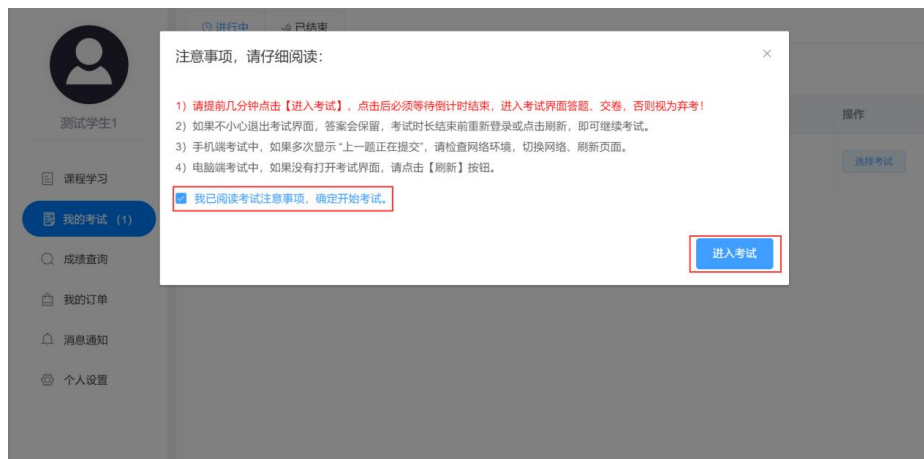 进行中
已结束
注意事项，请仔细阅读：
1）请提前几分钟点击【进入考试】，点击后必须等待倒计时结束，进入考试界面答题、交卷，否则视为弃考！
2）如果不小心退出考试界面，答案会保留，考试时长结束前重新登录或点击刷新，即可继续考试。
3）手机端考试中，如果多次显示“上一题正在提交”，请检查网络环境，切换网络、刷新页面。
4）电脑端考试中，如果没有打开考试界面，请点击【刷新】按钮。
我已阅读考试注意事项，确定开始考试。
进入考试
操作
选择考试
测试学生1
课程学习
我的考试（1）
成绩查询
我的订单
消息通知
个人设置